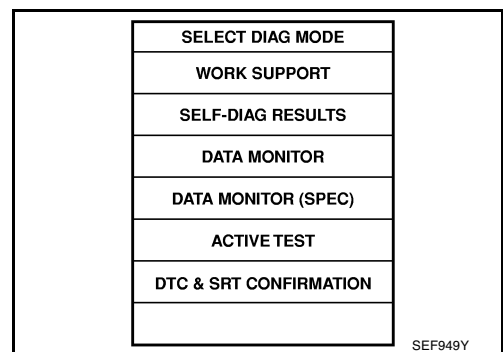 SELECT DIAG MODE
WORK SUPPORT
SELF-DIAG RESULTS
DATA MONITOR
DATA MONITOR (SPEC)
ACTIVE TEST
DTC & SRT CONFIRMATION
SEF949Y